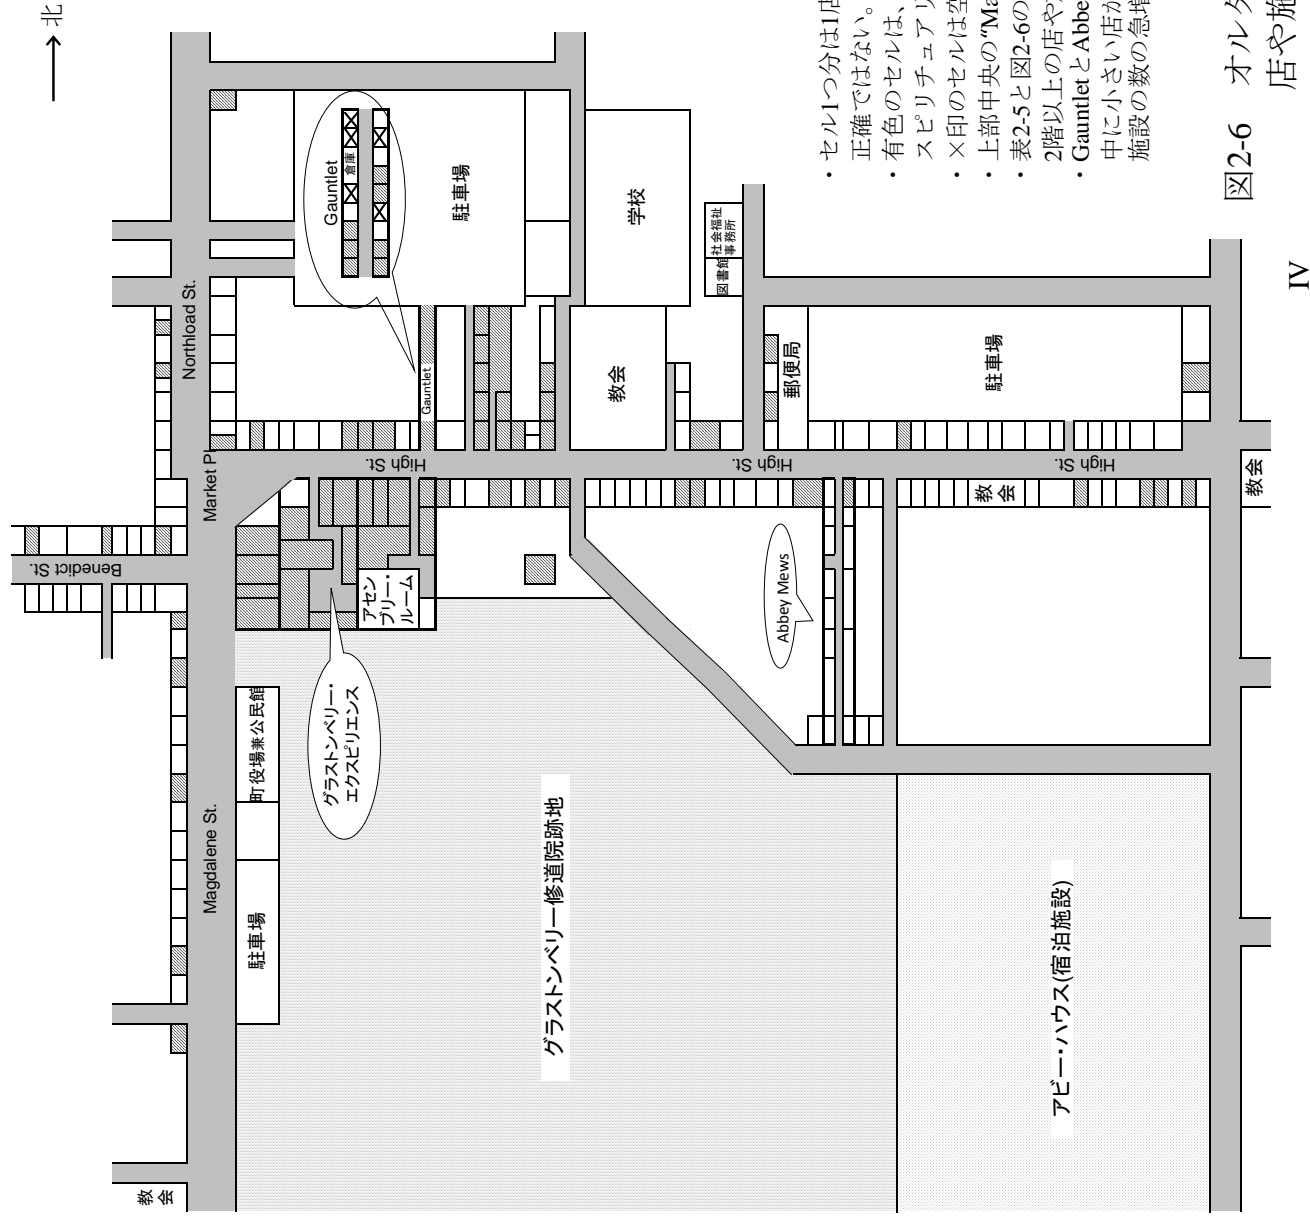 北
Northload St.
Market Pl
Benedict St.
Magdalene St.
High St.
High St.
High St.
Gauntlet
倉庫
Gauntlet
駐車場
学校
社会福祉
事務所
図書館
教会
郵便局
駐車場
教会
教会
アセン
ブリー・
ルーム
グラストンベリー・
エクスピリエンス
町役場兼公民館
駐車場
Abbey Mews
グラストンベリー修道院跡地
アビー・ハウス(宿泊施設)
教会
・セル1つ分は1店
正確ではない。
・有色のセルは、
スピリチュアリ
・×印のセルは空
・上部中央の“Ma
・表2-5と図2-6の
2階以上の店や
・GauntletとAbbe
中に小さい店が
施設の数の急増
図2-6 オルタ
店や施
IV